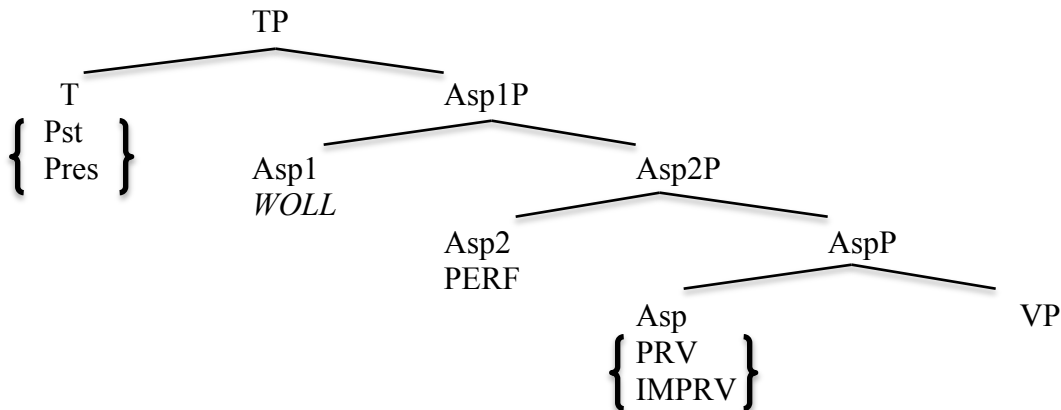 TP
T Asp1P
Pst
Pres
Asp1 Asp2P
WOLL
Asp2 AspP
PERF
Asp VP
PRV
IMPRV